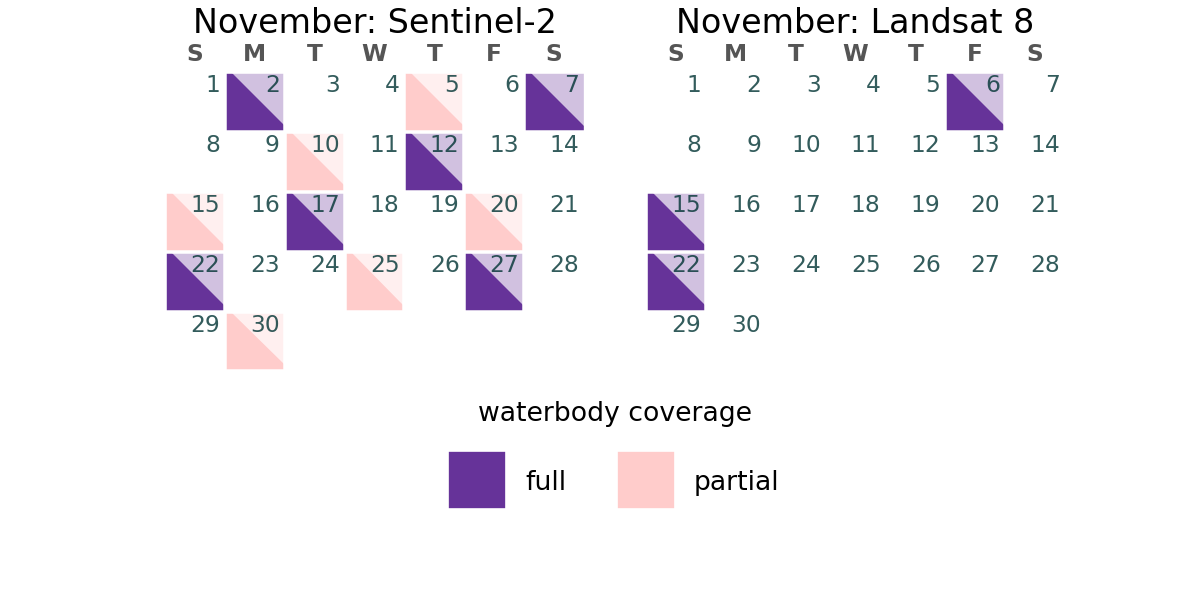 November: Sentinel-2
S M T W T F S
1 2 3 4 5 6 7
8 9 10 11 12 13 14
15 16 17 18 19 20 21
22 23 24 25 26 27 28
29 30
November: Landsat 8
S M T W T F S
1 2 3 4 5 6 7
8 9 10 11 12 13 14
15 16 17 18 19 20 21
22 23 24 25 26 27 28
29 30
waterbody coverage
full
partial